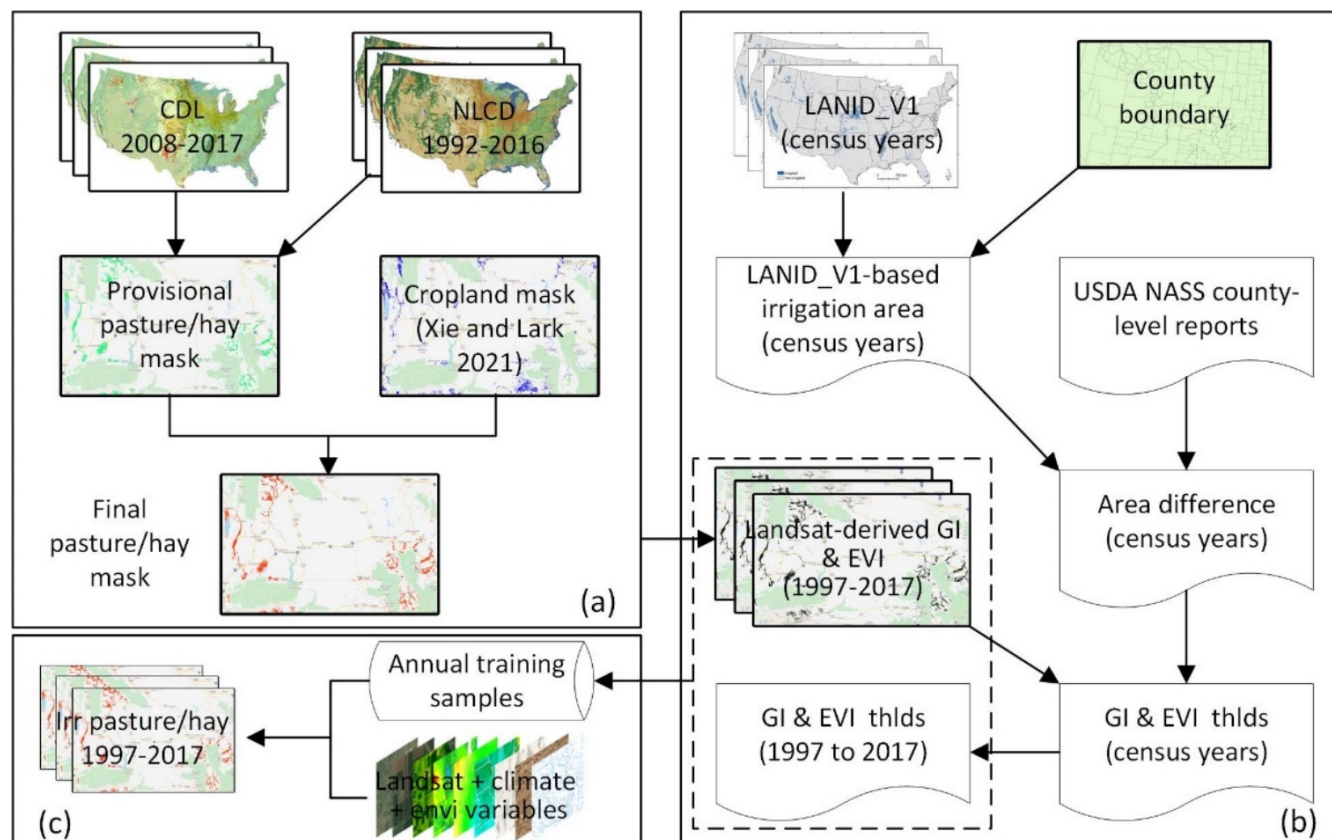 CDL
2008-2017
NLCD
1992-2016
Provisional
pasture/hay
mask
Cropland mask
(Xie and Lark
2021)
Final
pasture/hay
mask
(a)
LANID_V1
(census years)
County
boundary
LANID_V1-based
irrigation area
(census years)
USDA NASS county-
level reports
Area difference
(census years)
Landsat-derived GI
& EVI
(1997-2017)
GI & EVI thlds
(1997 to 2017)
GI & EVI thlds
(census years)
(b)
Annual training
samples
Irr pasture/hay
1997-2017
Landsat + climate
+ envi variables
(c)